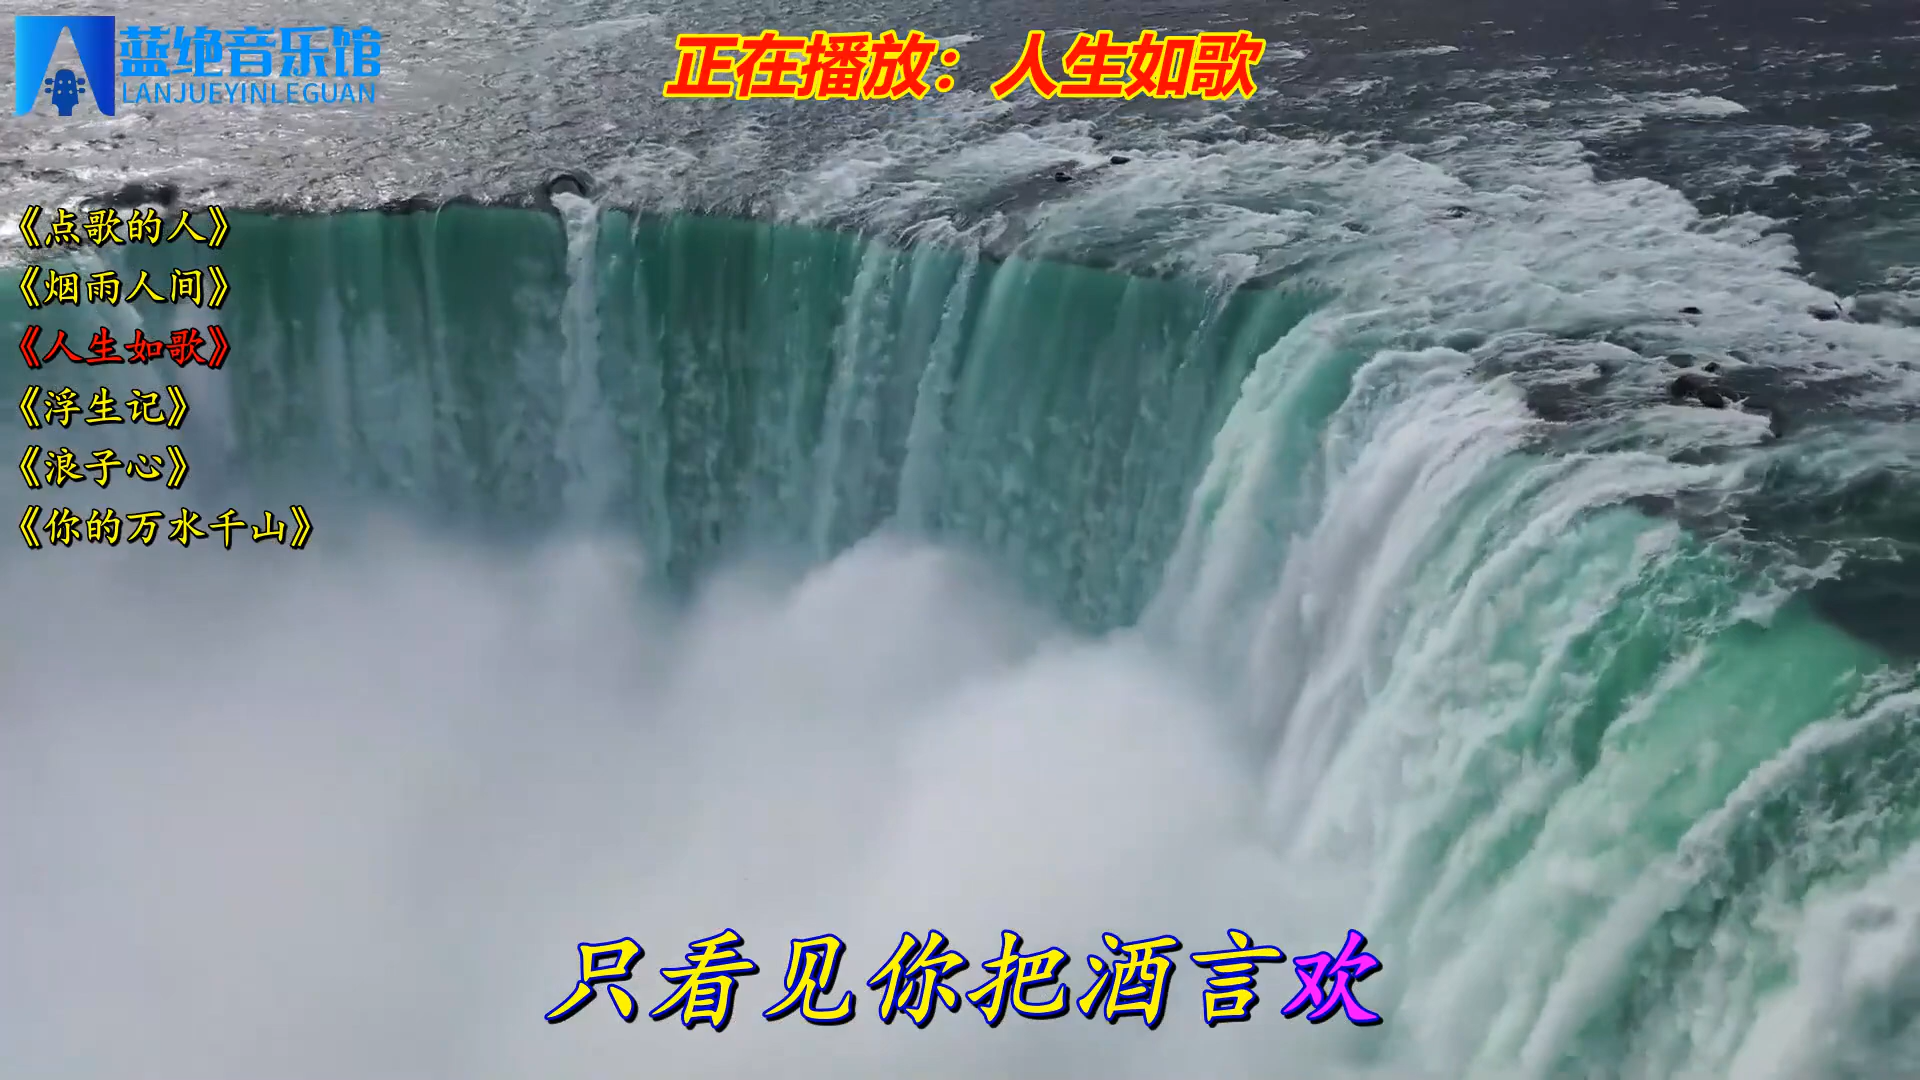 蓝绝音乐馆
LANJUEYINLEGUAN
正在播放：人生如歌
《点歌的人》
《烟雨人间》
《人生如歌》
《浮生记》
《浪子心》
《你的万水千山》
只看见你把酒言欢